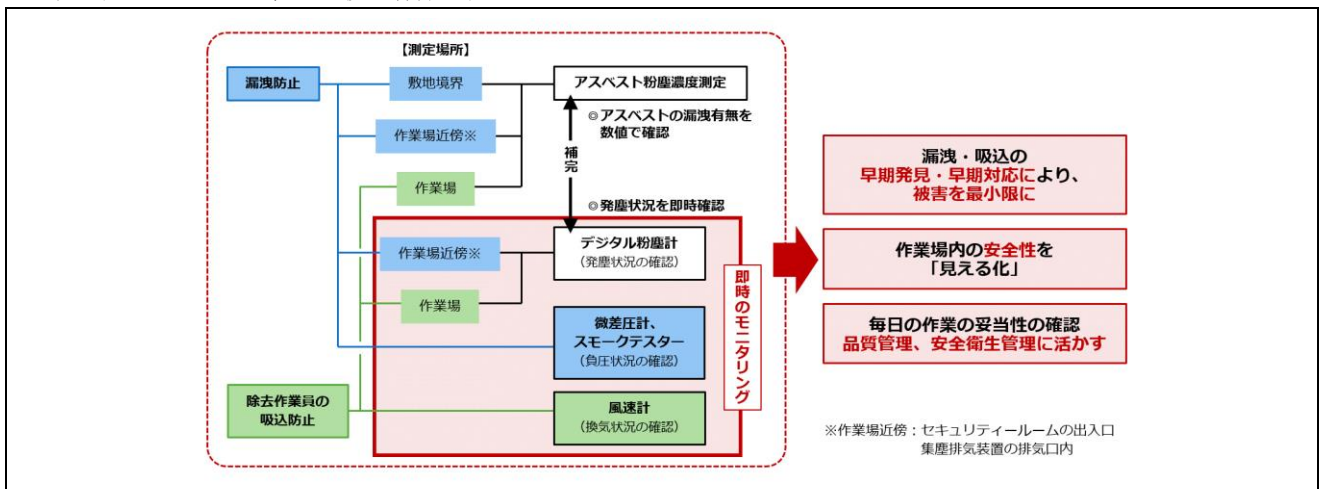 【測定場所】
漏洩防止
敷地境界
アスベスト粉塵濃度測定
◎アスベストの漏洩有無を
数値で確認
作業場近傍※
補完
作業場
◎発塵状況を即時確認
作業場近傍※
デジタル粉塵計
(発塵状況の確認)
作業場
微差圧計、
スモークテスター
(負圧状況の確認)
除去作業員の
吸込防止
風速計
(換気状況の確認)
即時のモニタリング
漏洩・吸込の
早期発見・早期対応により、
被害を最小限に
作業場内の安全性を
「見える化」
毎日の作業の妥当性の確認
品質管理、安全衛生管理に活かす
※作業場近傍：セキュリティールームの出入口
集塵排気装置の排気口内